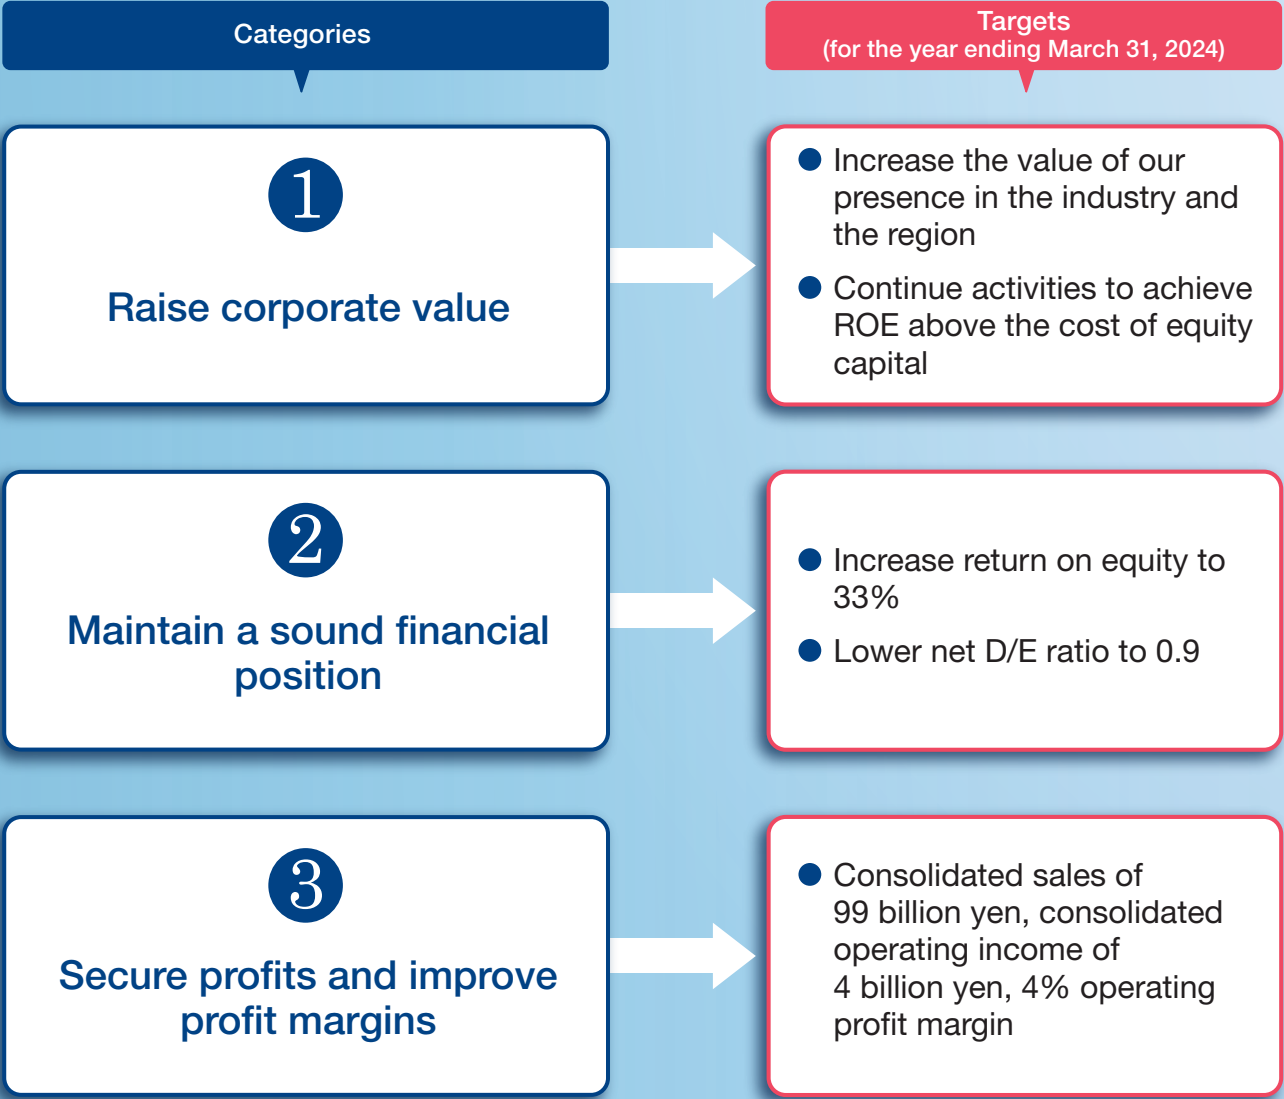 Categories
Targets
(for the year ending March 31, 2024)
1
Raise corporate value
● Increase the value of our
presence in the industry and
the region
● Continue activities to achieve
ROE above the cost of equity
capital
2
Maintain a sound financial
position
● Increase return on equity to
33%
● Lower net D/E ratio to 0.9
3
Secure profits and improve
profit margins
● Consolidated sales of
99 billion yen, consolidated
operating income of
4 billion yen, 4% operating
profit margin